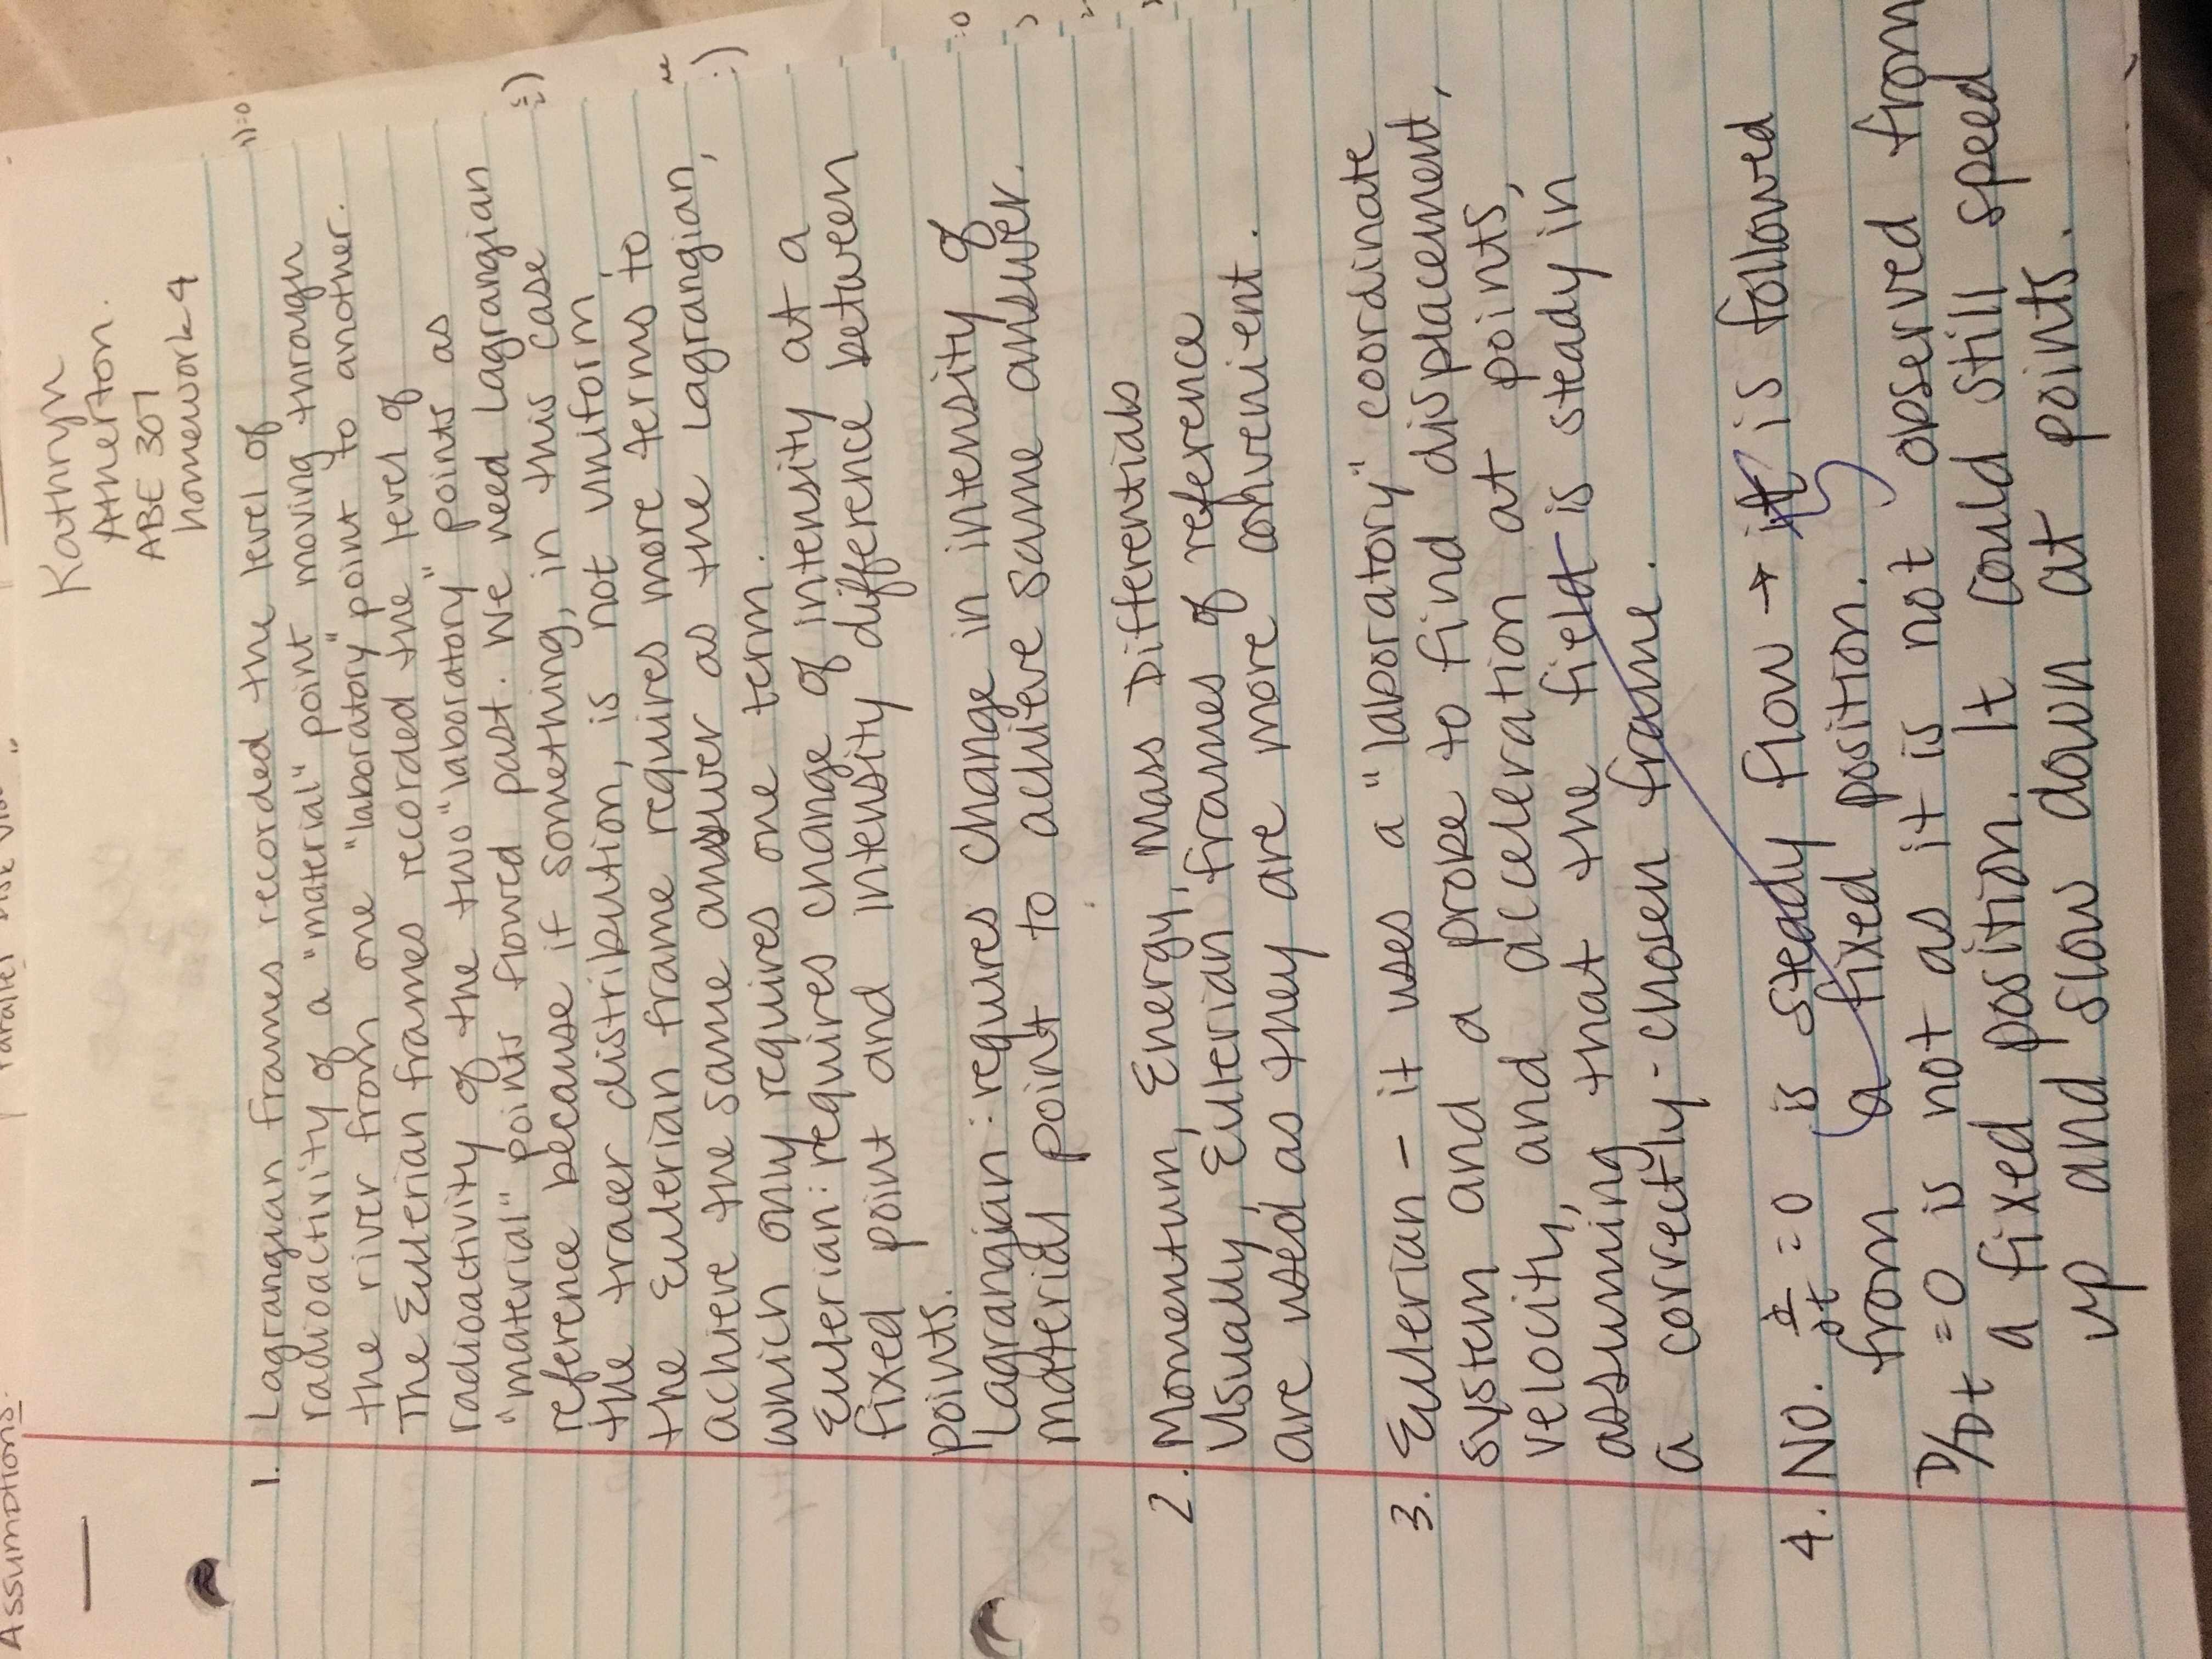 Assumptions.
Parallel Disk
Kathryn
Atherton.
ABE 307
homework 4
1. Lagrangian frames recorded the level of
radioactivity of a "material" point moving through
the river from one "laboratory" point to another.
The Eulerian frames recorded the level of
radioactivity of the two "laboratory" points as
"material" points flowed past. We need Lagrangian
reference because if something, in this case
the tracer distribution, is not uniform,
the Eulerian frame requires more terms to
achieve the same answer as the Lagrangian,
which only requires one term.
Eulerian: requires change of intensity at a
fixed point and intensity difference between
points.
Lagrangian: requires change in intensity of
material point to achieve same answer.
2. Momentum, Energy, Mass Differentials
Usually, Eulerian frames of reference
are used as they are more convenient.
3. Eulerian - it uses a "laboratory" coordinate
system and a probe to find displacement,
velocity, and acceleration at points,
assuming that the field is steady in
a correctly-chosen frame.
4. NO. ∂/∂t = 0 is steady flow → it is followed
from a fixed position.
D/Dt = 0 is not as it is not observed from
a fixed position. It could still speed
up and slow down at points.